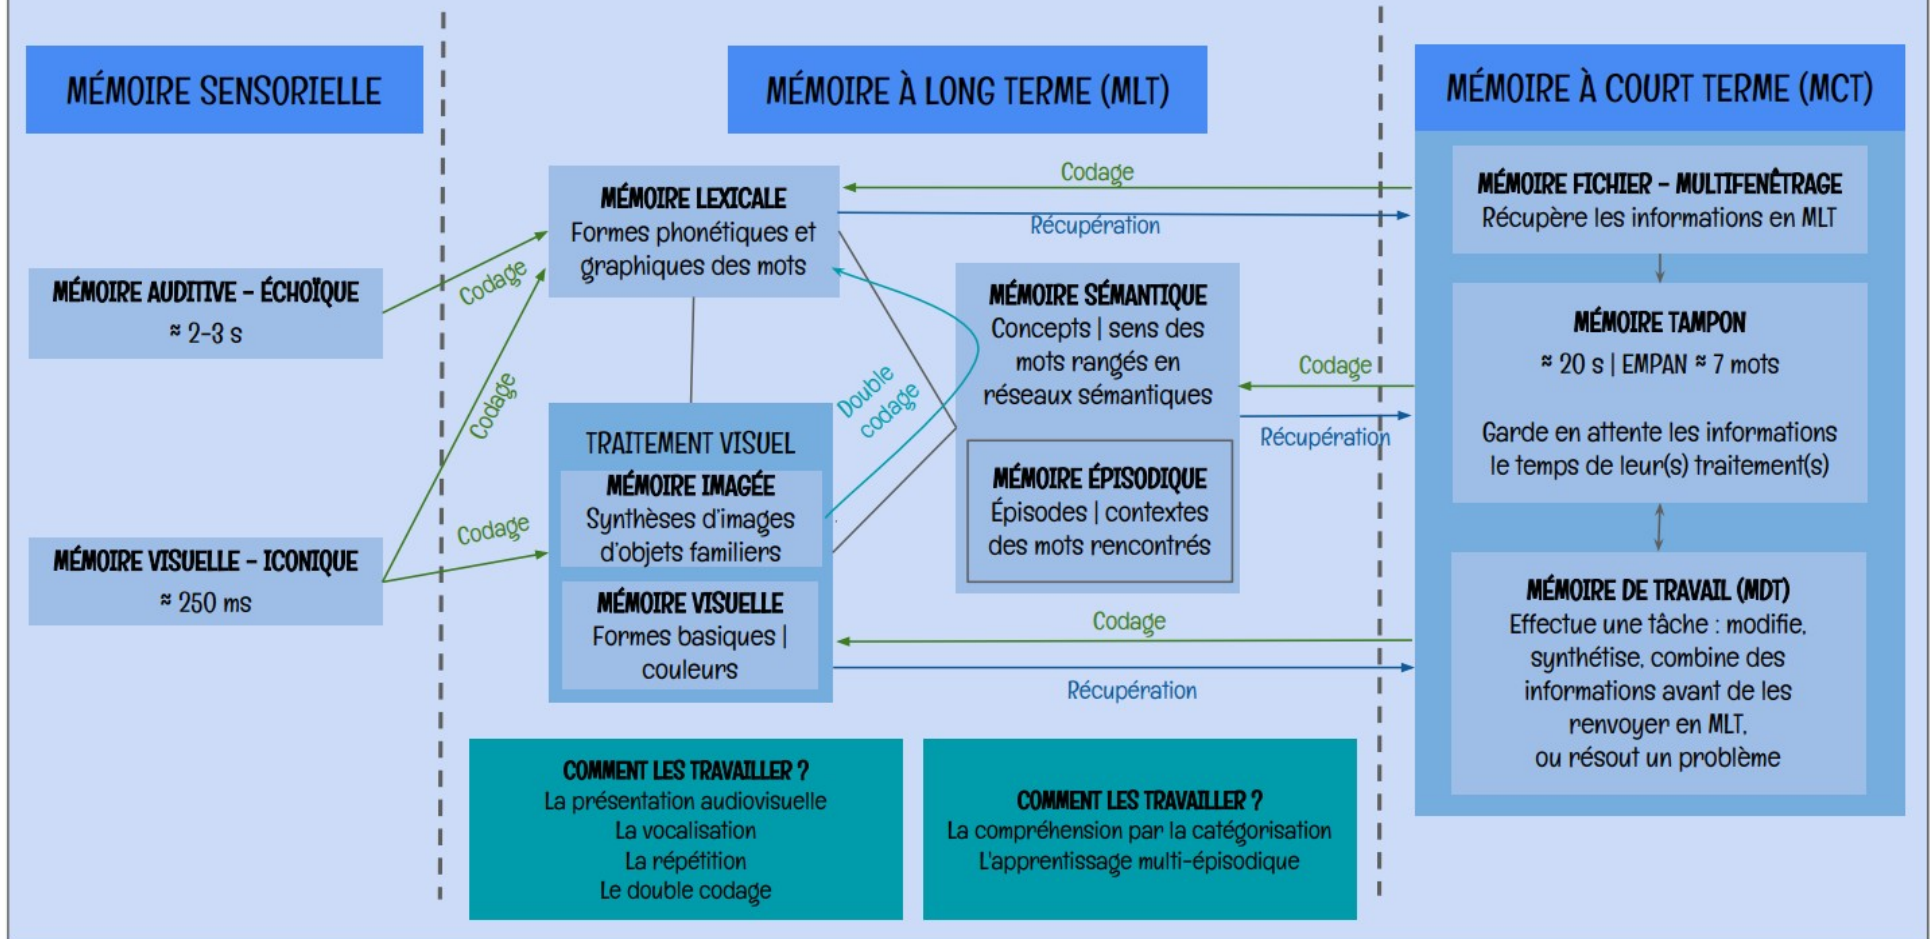 MÉMOIRE SENSORIELLE
MÉMOIRE AUDITIVE – ÉCHOÏQUE
≈ 2-3 s
MÉMOIRE VISUELLE – ICONIQUE
≈ 250 ms
Codage
Codage
Codage
MÉMOIRE À LONG TERME (MLT)
MÉMOIRE LEXICALE
Formes phonétiques et
graphiques des mots
TRAITEMENT VISUEL
MÉMOIRE IMAGÉE
Synthèses d'images
d'objets familiers
MÉMOIRE VISUELLE
Formes basiques |
couleurs
Double
codage
MÉMOIRE SÉMANTIQUE
Concepts | sens des
mots rangés en
réseaux sémantiques
MÉMOIRE ÉPISODIQUE
Épisodes | contextes
des mots rencontrés
Codage
Récupération
Codage
Récupération
Codage
Récupération
COMMENT LES TRAVAILLER ?
La présentation audiovisuelle
La vocalisation
La répétition
Le double codage
COMMENT LES TRAVAILLER ?
La compréhension par la catégorisation
L'apprentissage multi-épisodique
MÉMOIRE À COURT TERME (MCT)
MÉMOIRE FICHIER – MULTIFENÊTRAGE
Récupère les informations en MLT
MÉMOIRE TAMPON
≈ 20 s | EMPAN ≈ 7 mots
Garde en attente les informations
le temps de leur(s) traitement(s)
MÉMOIRE DE TRAVAIL (MDT)
Effectue une tâche : modifie,
synthétise, combine des
informations avant de les
renvoyer en MLT,
ou résout un problème